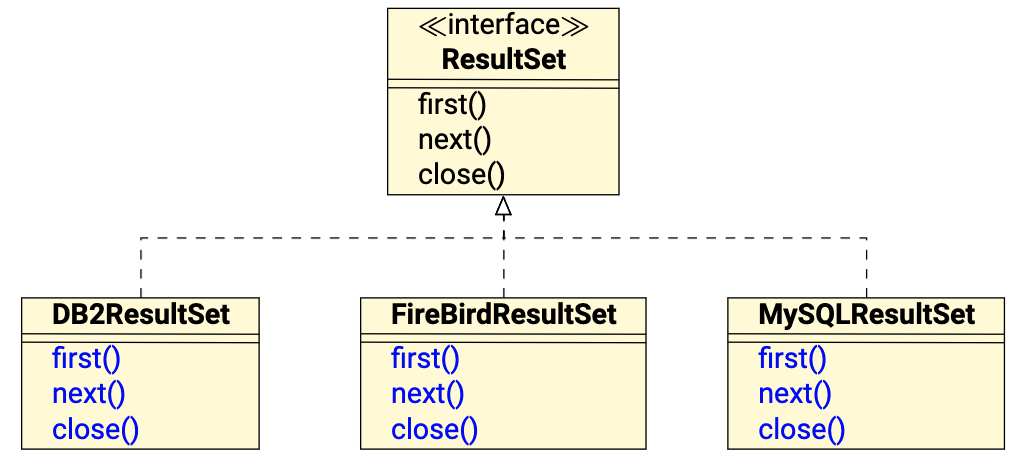 ≪interface≫
ResultSet
first()
next()
close()
DB2ResultSet
first()
next()
close()
FireBirdResultSet
first()
next()
close()
MySQLResultSet
first()
next()
close()